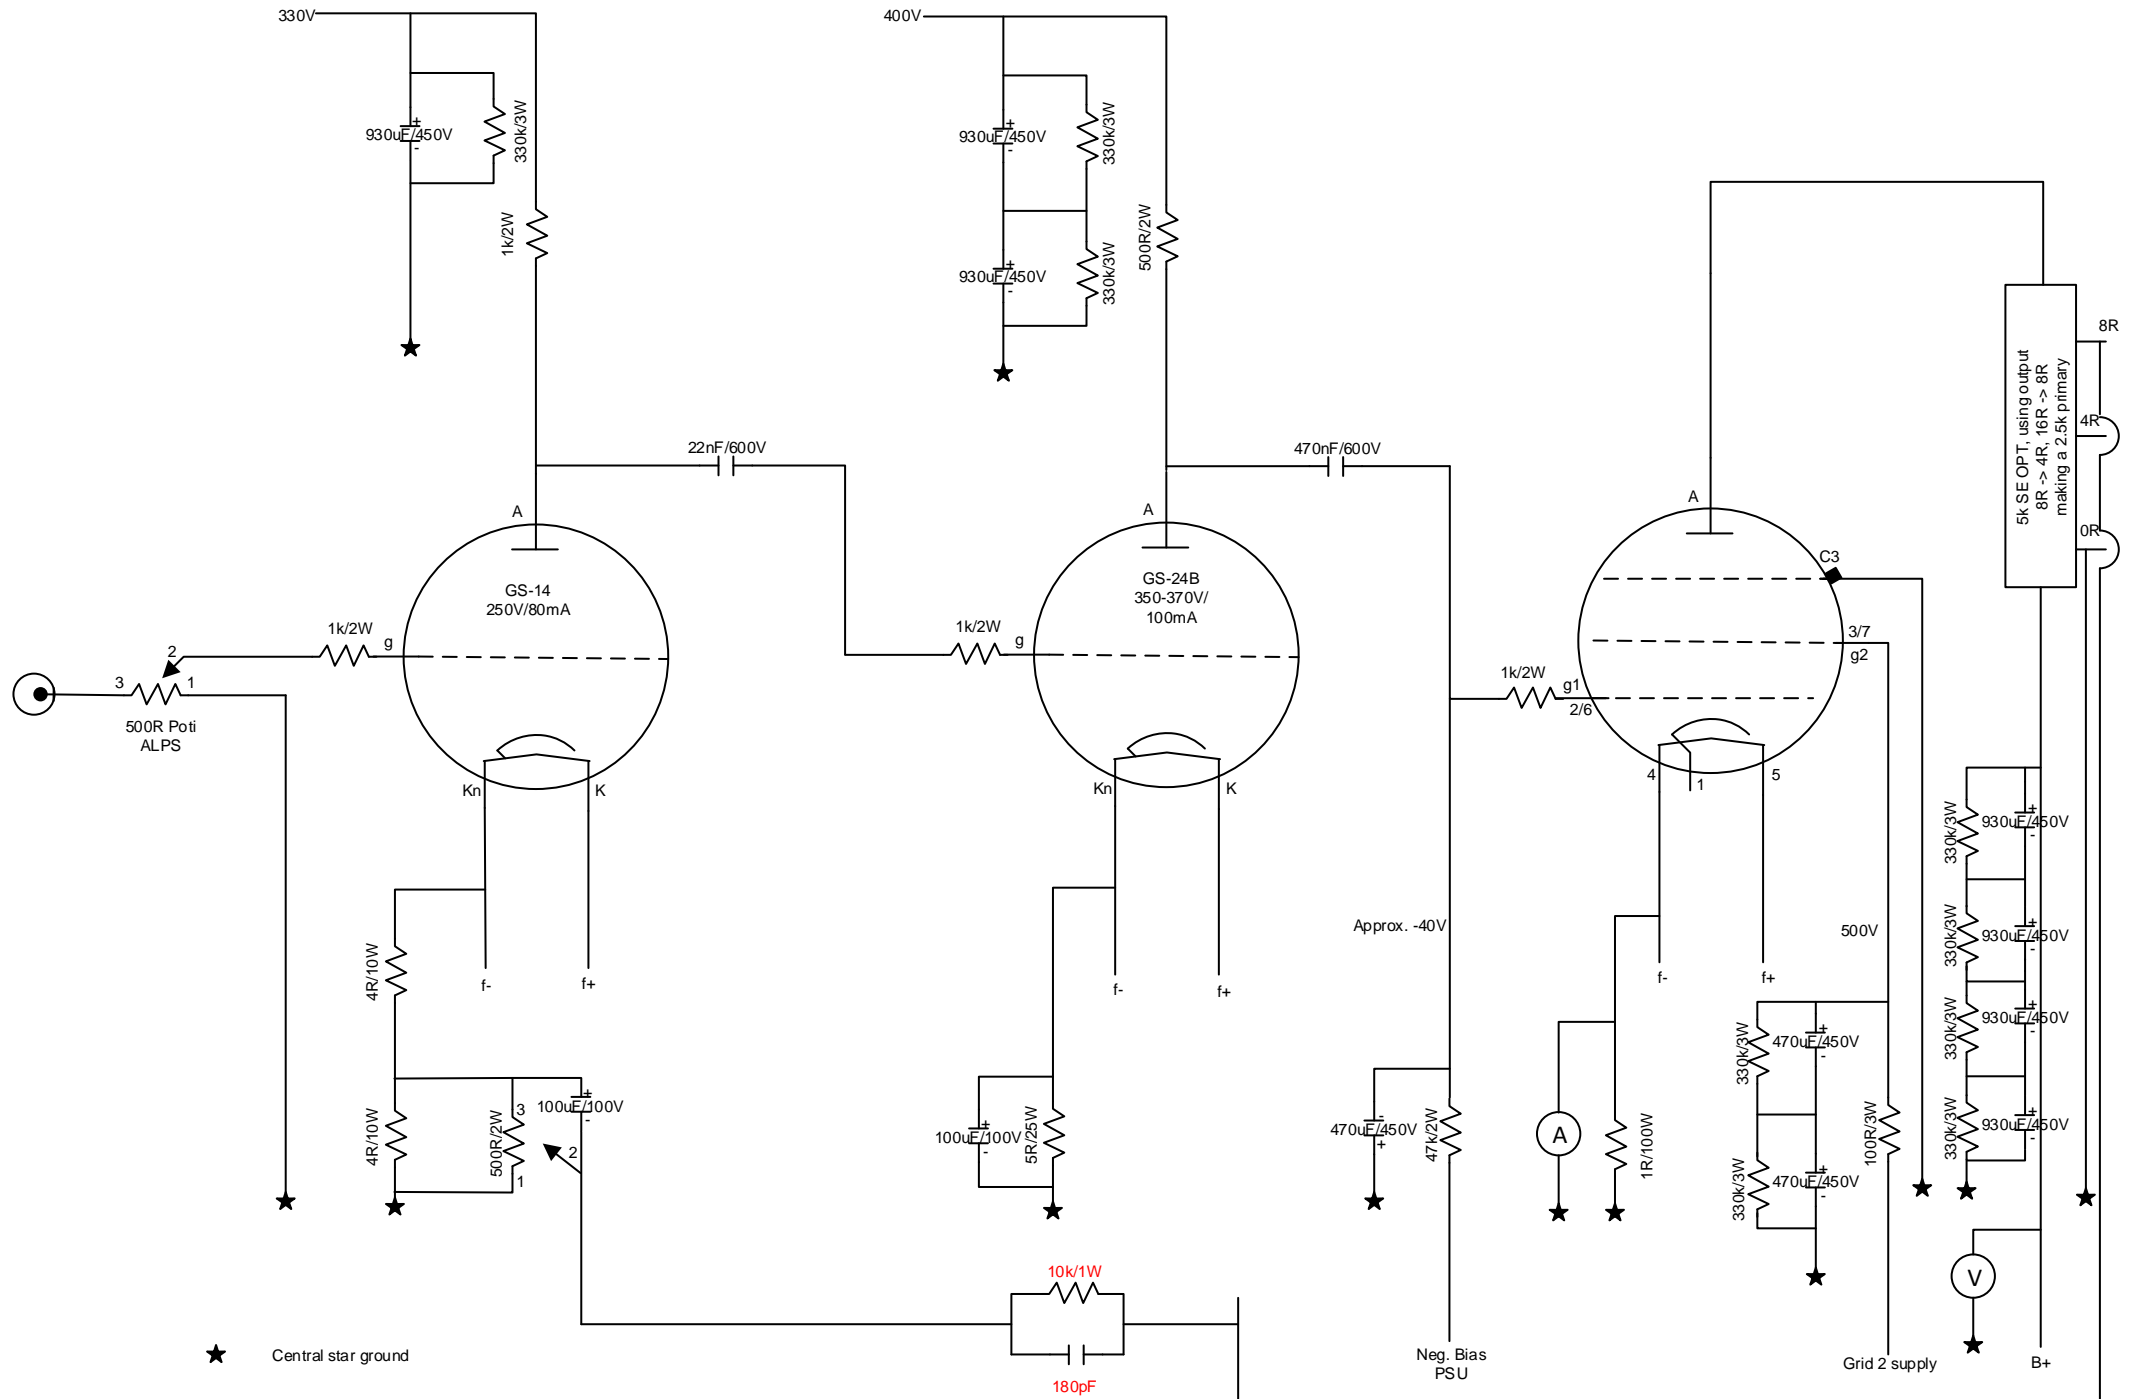 330V
400V
930uF/450V
+
-
330k/3W
1k/2W
930uF/450V
+
-
330k/3W
930uF/450V
+
-
330k/3W
500R/2W
22nF/600V
470nF/600V
A
GS-14
250V/80mA
1k/2W
g
2
3
1
500R Poti
ALPS
Kn
K
A
GS-24B
350-370V/
100mA
1k/2W
g
Kn
K
A
C3
3/7
g2
1k/2W
g1
2/6
4
1
5
8R
4R
0R
5k SE OPT, using output
8R -> 4R, 16R -> 8R
making a 2.5k primary
4R/10W
f-
f+
4R/10W
500R/2W
3
2
1
100uF/100V
+
-
f-
f+
100uF/100V
+
-
5R/25W
Approx. -40V
470uF/450V
-
+
47k/2W
Neg. Bias
PSU
f-
f+
A
1R/100W
500V
330k/3W
470uF/450V
+
-
330k/3W
470uF/450V
+
-
100R/3W
Grid 2 supply
330k/3W
930uF/450V
+
-
330k/3W
930uF/450V
+
-
330k/3W
930uF/450V
+
-
330k/3W
930uF/450V
+
-
V
B+
10k/1W
180pF
Central star ground